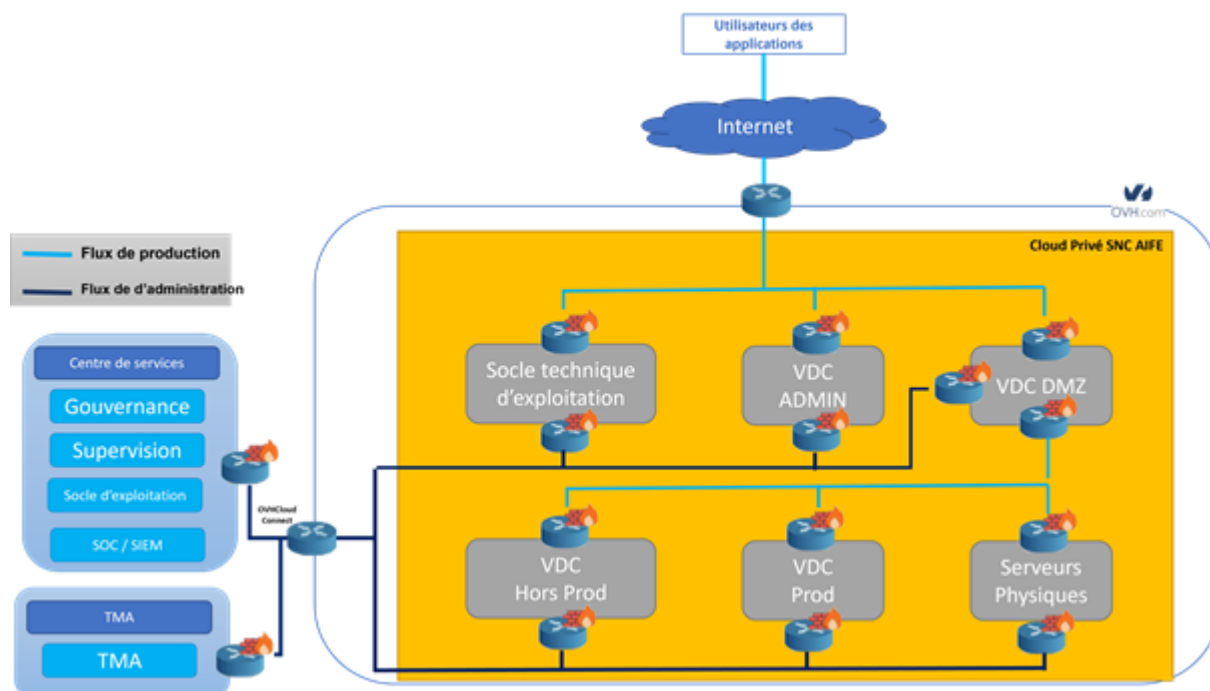 Utilisateurs des
applications
Internet
OVH.com
Flux de production
Flux de d'administration
Cloud Privé SNC AIFE
Centre de services
Gouvernance
Supervision
Socle d'exploitation
SOC / SIEM
OVHCloud
Connect
TMA
TMA
Socle technique
d'exploitation
VDC
ADMIN
VDC DMZ
VDC
Hors Prod
VDC
Prod
Serveurs
Physiques